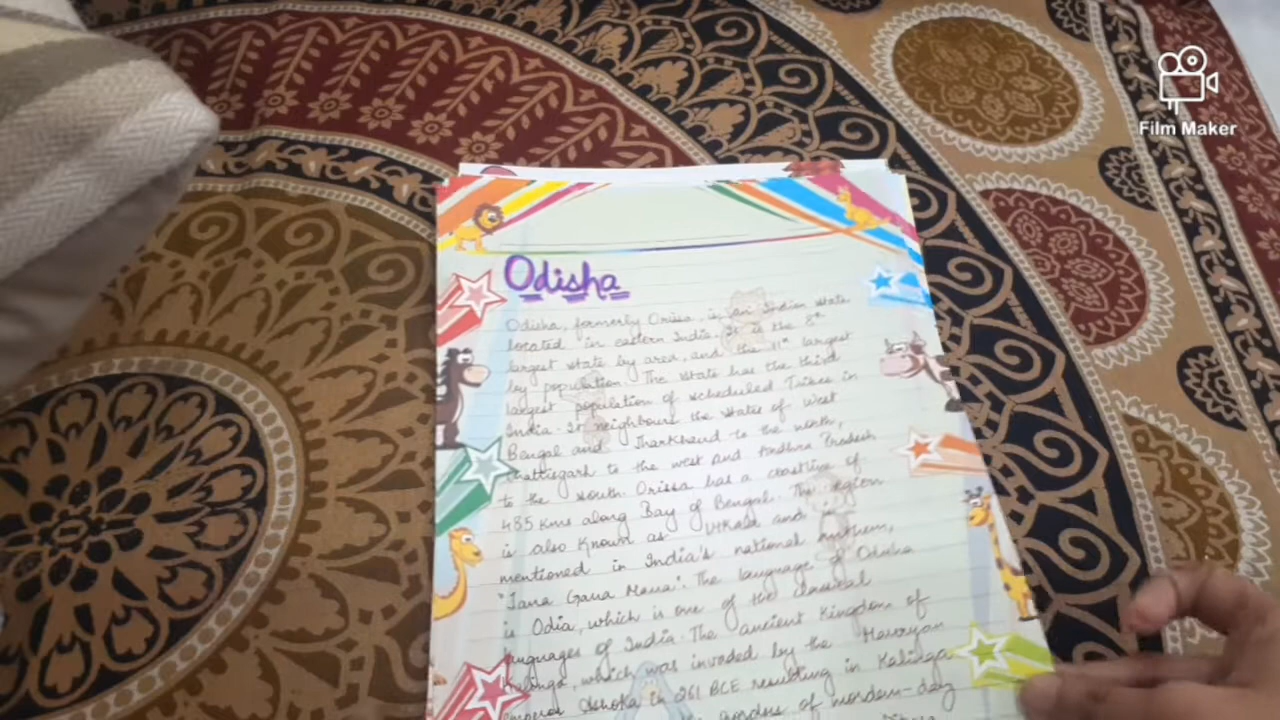 Film Maker
Odisha
Odisha, formerly Orissa, is an Indian state
located in eastern India. It is the 8th
largest state by area, and the 11th largest
by population. The state has the third
largest population of scheduled Tribes in
India. It neighbours the states of West
Bengal and Jharkhand to the north,
Chattisgarh to the west and Andhra Pradesh
to the south. Orissa has a coastline of
485 kms along Bay of Bengal. The region
is also known as Utkala and is
mentioned in India's national anthem,
"Jana Gana Mana". The language of Odisha
is Odia, which is one of the classical
languages of India. The ancient Kingdom of
Kalinga, which was invaded by the Mauryan
emperor Ashoka in 261 BCE resulting in Kalinga
borders of mordern-day